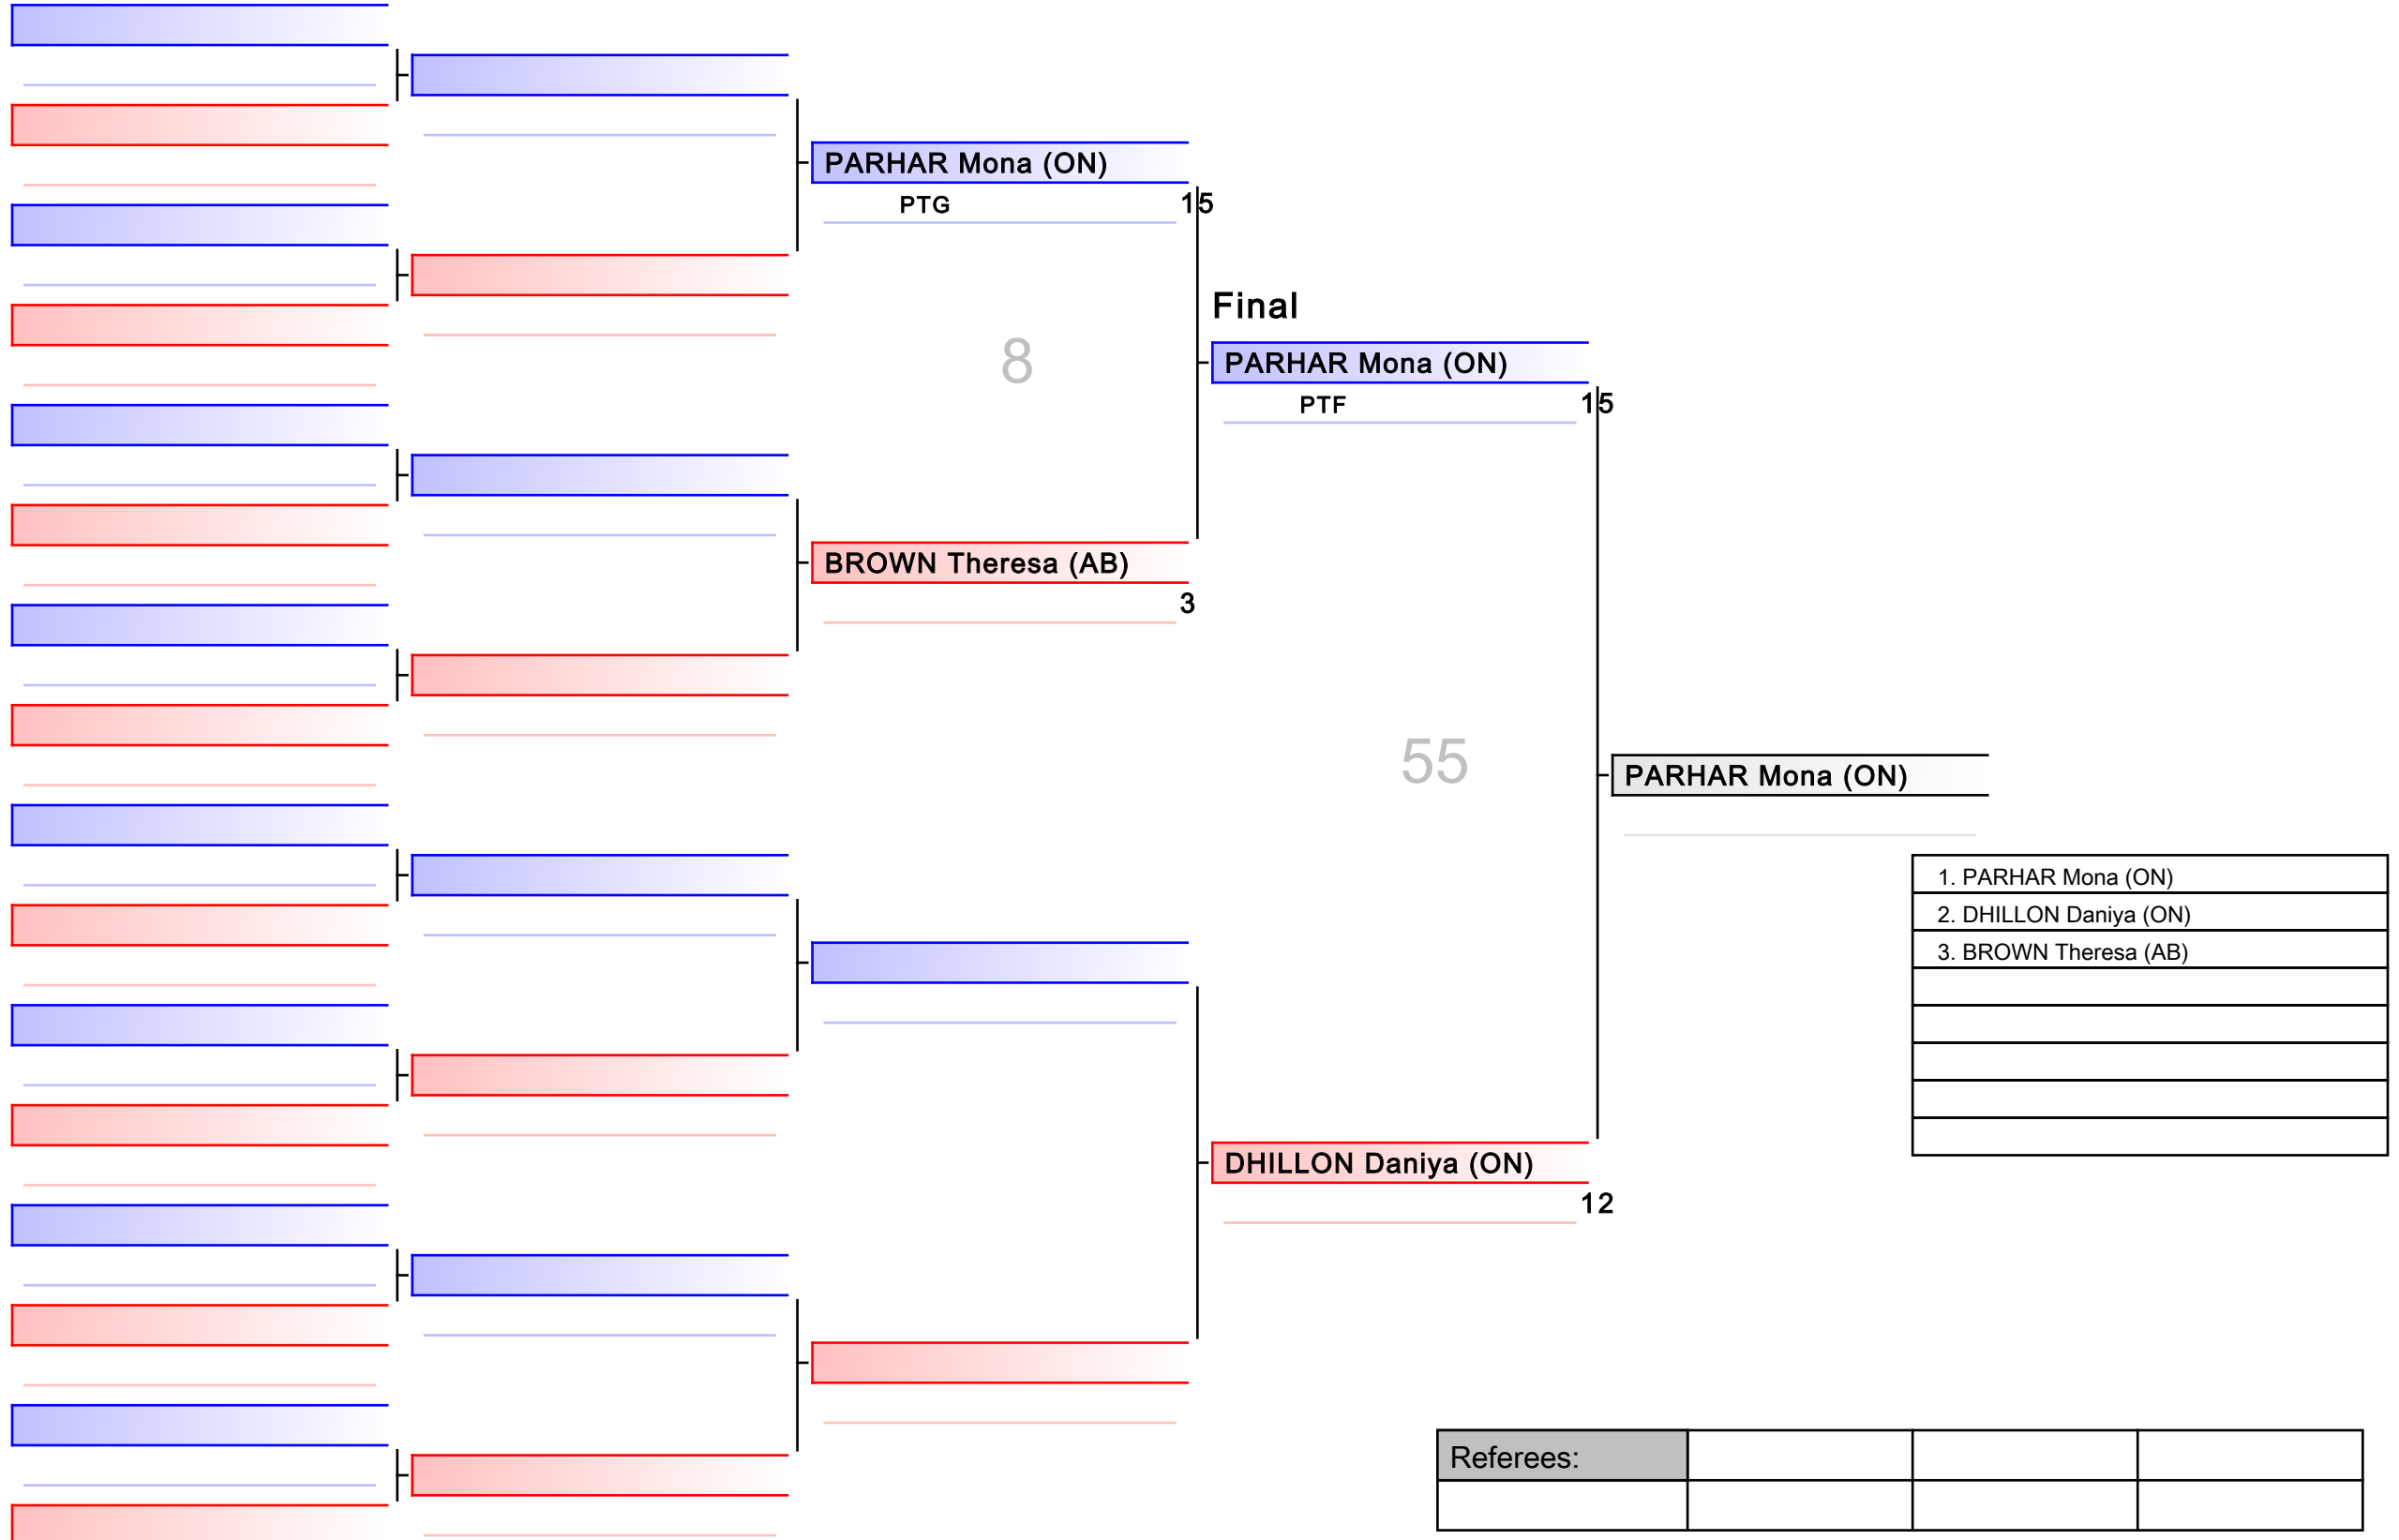 PARHAR Mona (ON)
PTG 15
8
BROWN Theresa (AB)
3
Final
PARHAR Mona (ON)
PTF 15
55
DHILLON Daniya (ON)
12
PARHAR Mona (ON)
1. PARHAR Mona (ON)
2. DHILLON Daniya (ON)
3. BROWN Theresa (AB)
Referees: